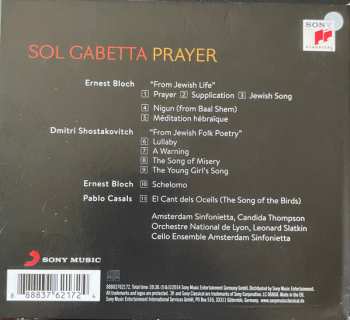 SONY
SOL GABETTA PRAYER
Ernest Bloch "From Jewish Life"
1 Prayer 2 Supplication 3 Jewish Song
4 Nigun (from Baal Shem)
5 Méditation hébraïque
Dmitri Shostakovitch "From Jewish Folk Poetry"
6 Lullaby
7 A Warning
8 The Song of Misery
9 The Young Girl's Song
Ernest Bloch 10 Schelomo
Pablo Casals 11 El Cant dels Ocells (The Song of the Birds)
Amsterdam Sinfonietta, Candida Thompson
Orchestre National de Lyon, Leonard Slatkin
Cello Ensemble Amsterdam Sinfonietta
SONY MUSIC
8 88837 62172 4